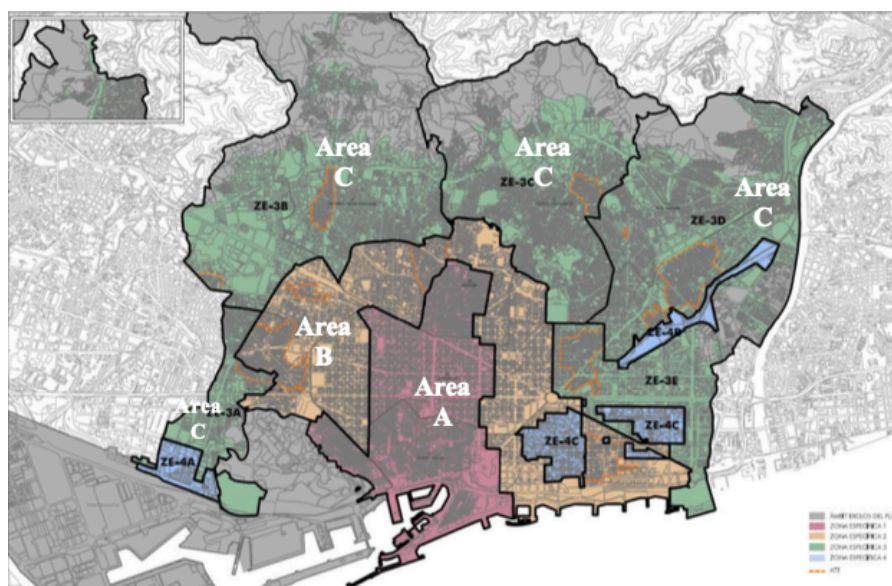 Area
C
Area
C
ZE-3C
ZE-3B
Area
C
ZE-3D
Area
B
ZE-4B
Area
A
ZE-3E
Area
C
ZE-3A
ZE-4C
ZE-4C
ZE-4A
ZONA ESPECÍFICA 1
ZONA ESPECÍFICA 2
ZONA ESPECÍFICA 3
ZONA ESPECÍFICA 4
ATE